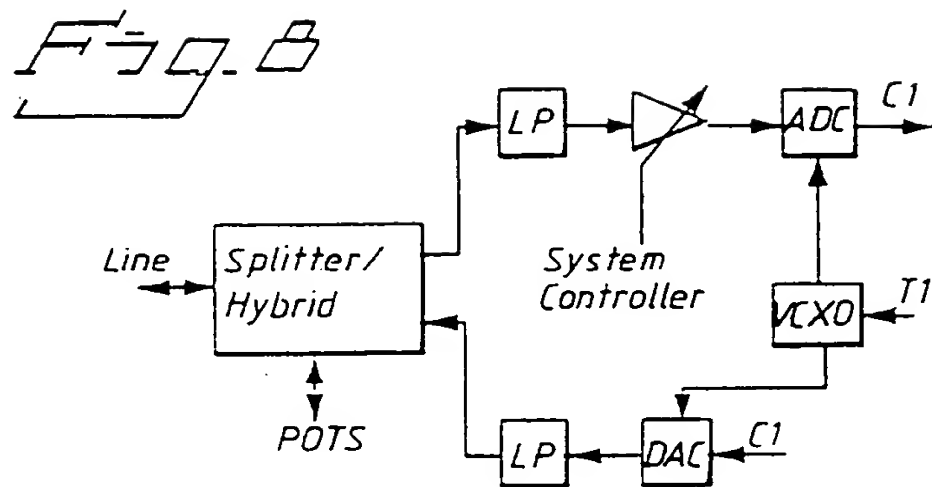 Fig. 8
LP
ADC
C1
Line
Splitter/
Hybrid
System
Controller
VCXO
T1
POTS
LP
DAC
C1